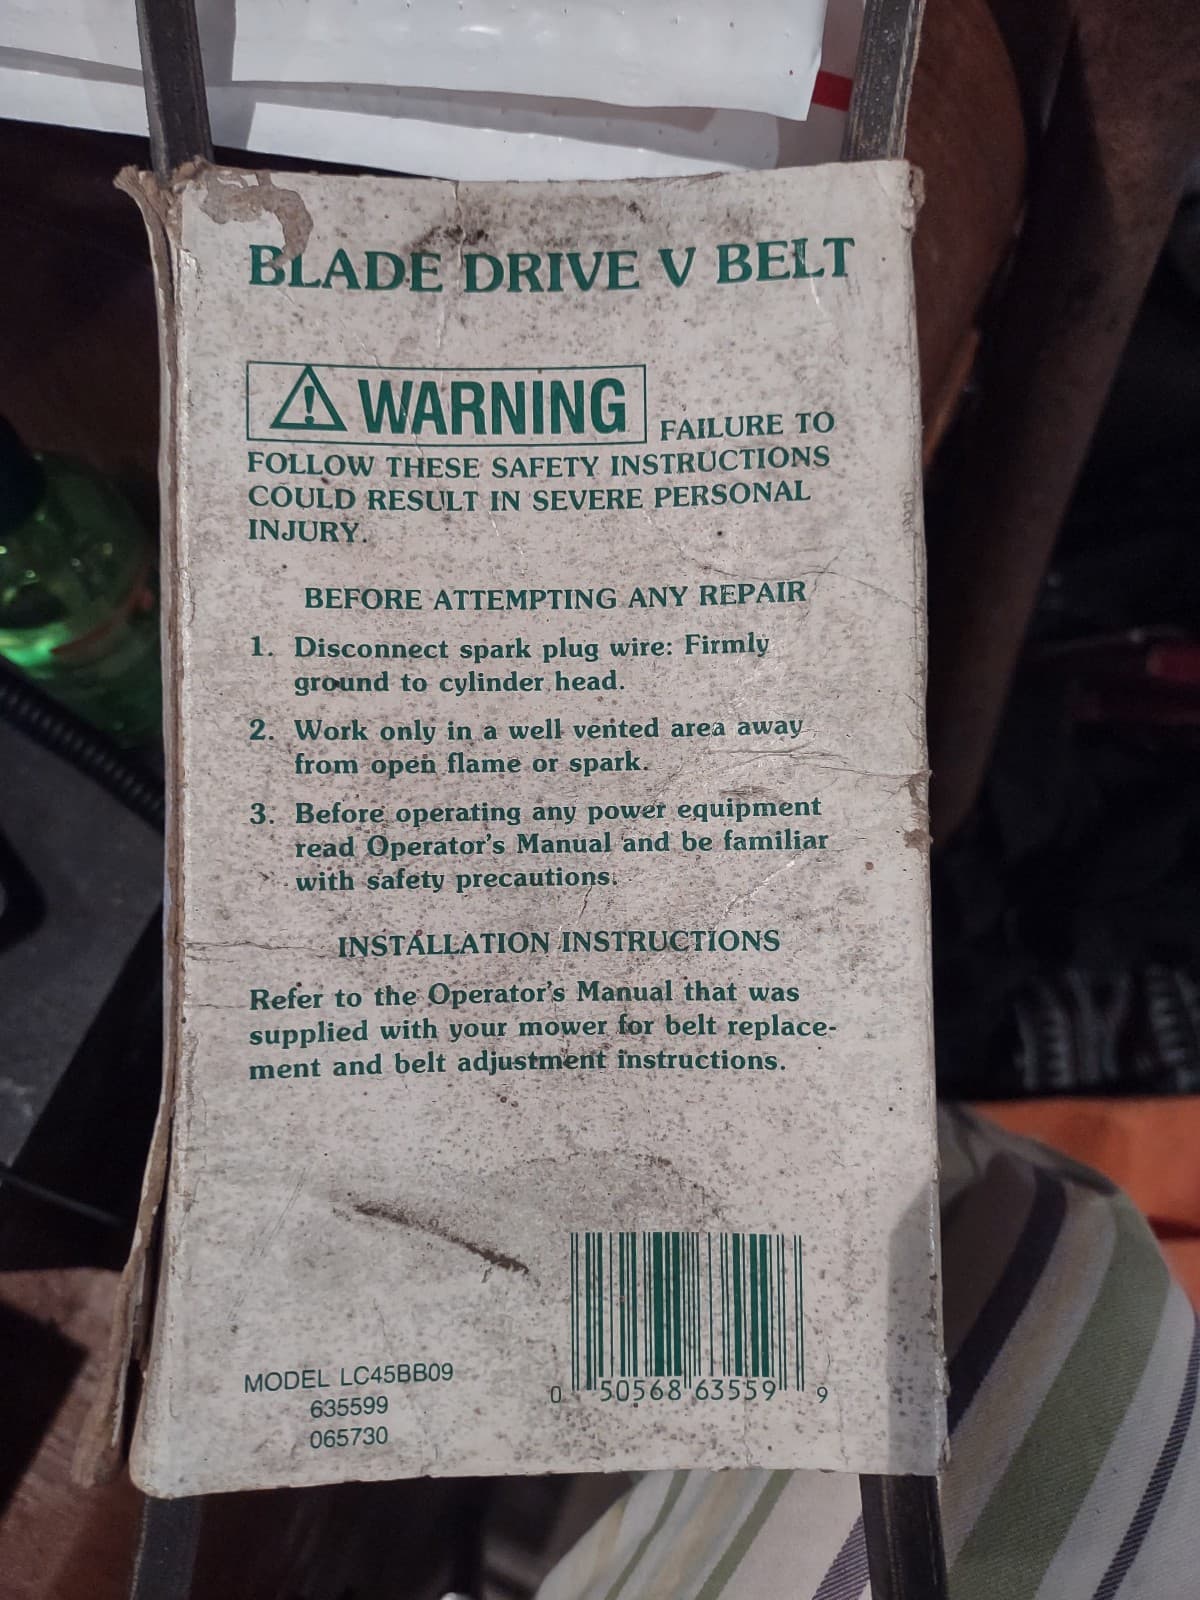 BLADE DRIVE V BELT
WARNING FAILURE TO
FOLLOW THESE SAFETY INSTRUCTIONS
COULD RESULT IN SEVERE PERSONAL
INJURY.
BEFORE ATTEMPTING ANY REPAIR
1. Disconnect spark plug wire: Firmly
ground to cylinder head.
2. Work only in a well vented area away
from open flame or spark.
3. Before operating any power equipment
read Operator's Manual and be familiar
with safety precautions.
INSTALLATION INSTRUCTIONS
Refer to the Operator's Manual that was
supplied with your mower for belt replace-
ment and belt adjustment instructions.
MODEL LC45BB09
635599
065730
0 50568 63559 9